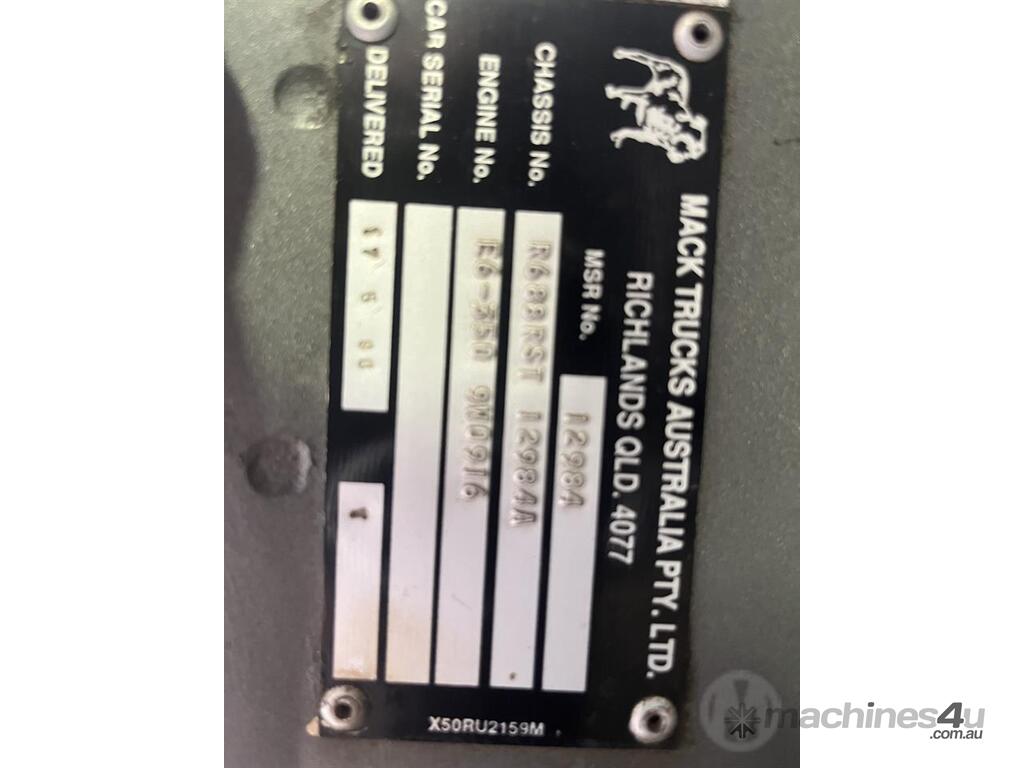 MACK TRUCKS AUSTRALIA PTY. LTD.
RICHLANDS QLD. 4077
MSR No. 12984
CHASSIS No. R688RST 12984A
ENGINE No. E6-350 9W0916
CAR SERIAL No.
DELIVERED
X50RU2159M
machines4u
.com.au